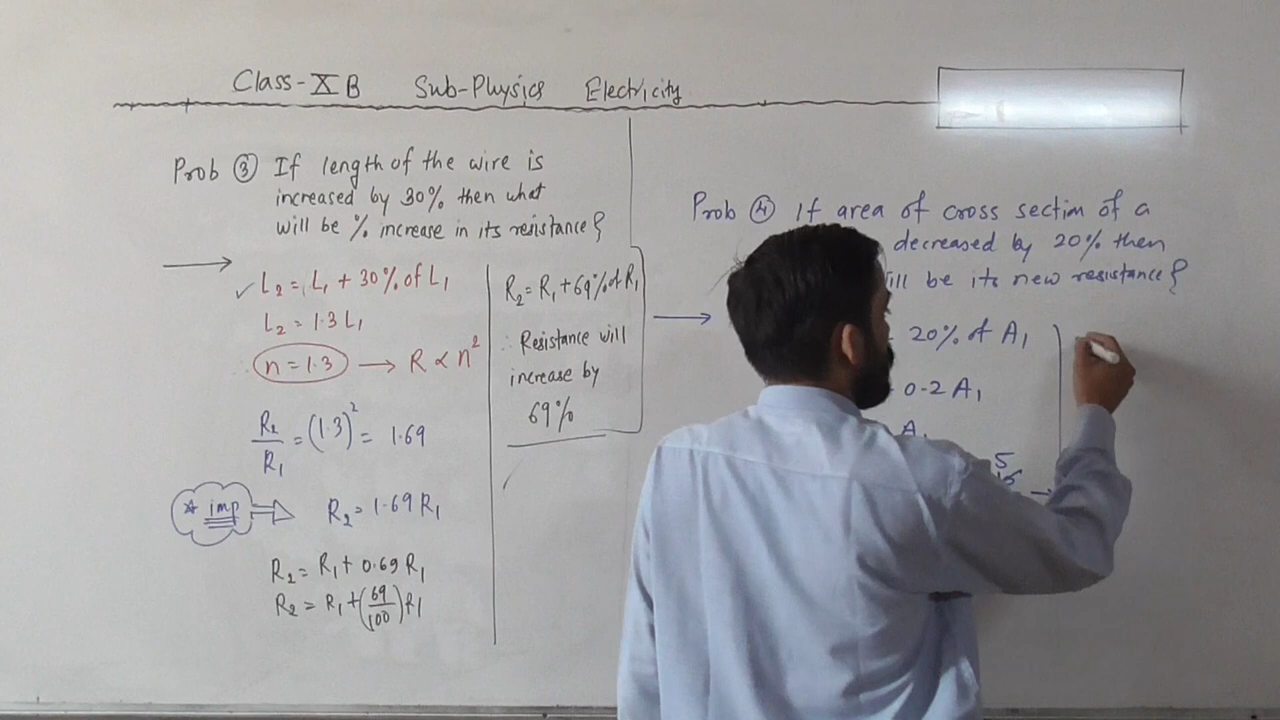 Class-XB Sub-Physics Electricity
Prob ③ If length of the wire is
increased by 30% then what
will be % increase in its resistance}
L₂ = L₁ + 30% of L₁
L₂ = 1.3 L₁
n = 1.3 → R ∝ n²
R₂/R₁ = (1.3)² = 1.69
* imp ⇒ R₂ = 1.69 R₁
R₂ = R₁ + 0.69 R₁
R₂ = R₁ + (69/100) R₁
R₂ = R₁ + 69% of R₁
∴ Resistance will
increase by
69%
Prob ④ If area of cross section of a
decreased by 20% then
ill be its new resistance}
→ 20% of A₁
0.2 A₁
A₁
5